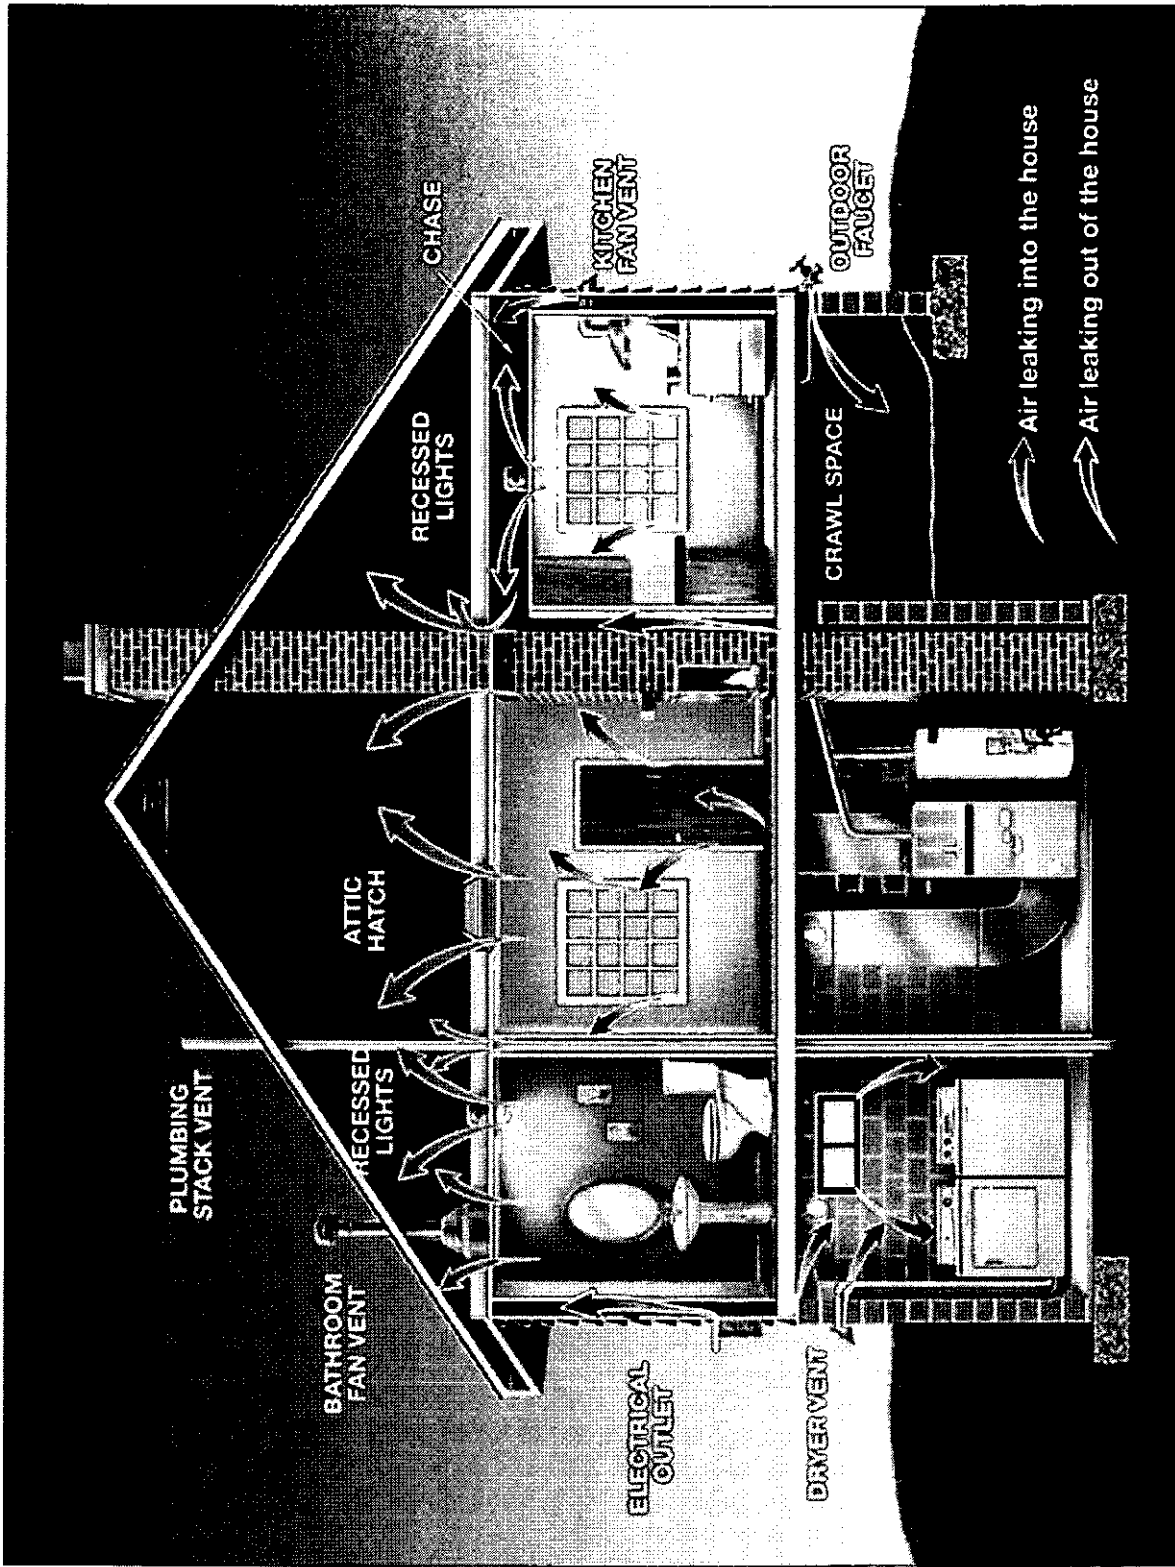 PLUMBING
STACK VENT
BATHROOM
FAN VENT
RECESSED
LIGHTS
ATTIC
HATCH
RECESSED
LIGHTS
CHASE
ELECTRICAL
OUTLET
KITCHEN
FAN VENT
DRYER VENT
CRAWL SPACE
OUTDOOR
FAUCET
Air leaking into the house
Air leaking out of the house